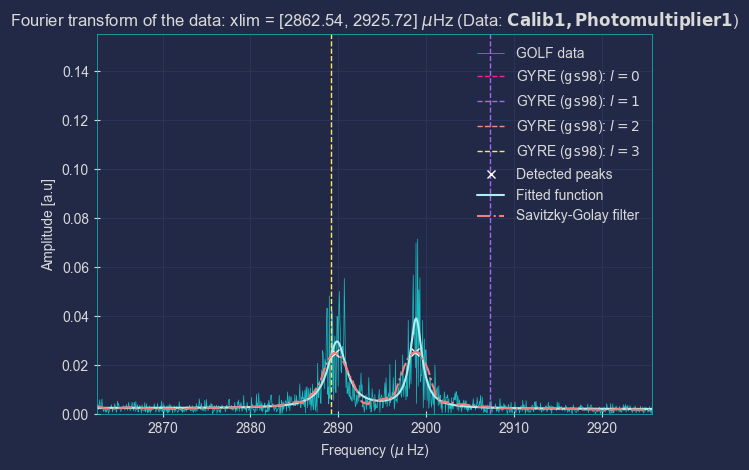 Fourier transform of the data: xlim = [2862.54, 2925.72] μHz (Data: Calib1, Photomultiplier1)
0.14
0.12
0.10
0.08
0.06
0.04
0.02
0.00
Amplitude [a.u]
GOLF data
GYRE (gs98): l = 0
GYRE (gs98): l = 1
GYRE (gs98): l = 2
GYRE (gs98): l = 3
Detected peaks
Fitted function
Savitzky-Golay filter
2870 2880 2890 2900 2910 2920
Frequency (μ Hz)